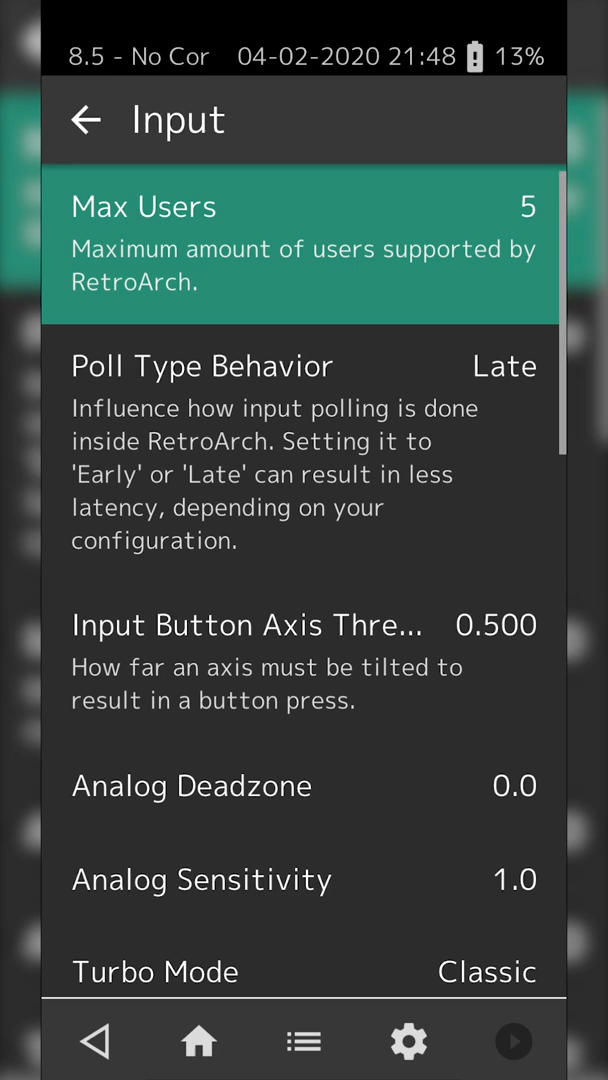 8.5 - No Cor 04-02-2020 21:48 13%
Input
Max Users 5
Maximum amount of users supported by
RetroArch.
Poll Type Behavior Late
Influence how input polling is done
inside RetroArch. Setting it to
'Early' or 'Late' can result in less
latency, depending on your
configuration.
Input Button Axis Thre... 0.500
How far an axis must be tilted to
result in a button press.
Analog Deadzone 0.0
Analog Sensitivity 1.0
Turbo Mode Classic